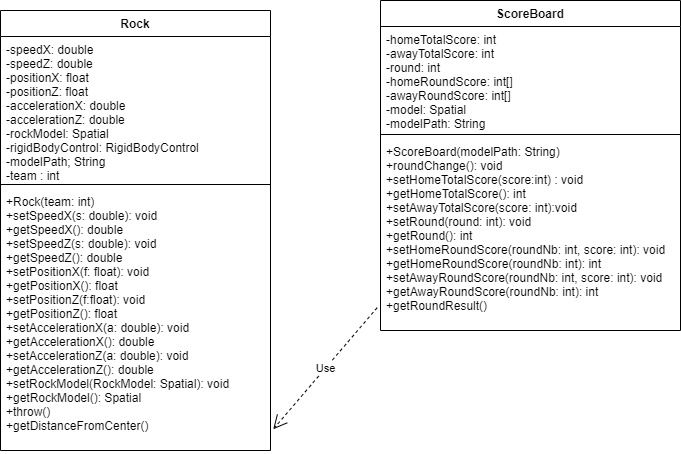 Rock
-speedX: double
-speedZ: double
-positionX: float
-positionZ: float
-accelerationX: double
-accelerationZ: double
-rockModel: Spatial
-rigidBodyControl: RigidBodyControl
-modelPath; String
-team : int
+Rock(team: int)
+setSpeedX(s: double): void
+getSpeedX(): double
+setSpeedZ(s: double): void
+getSpeedZ(): double
+setPositionX(f: float): void
+getPositionX(): float
+setPositionZ(f:float): void
+getPositionZ(): float
+setAccelerationX(a: double): void
+getAccelerationX(): double
+setAccelerationZ(a: double): void
+getAccelerationZ(): double
+setRockModel(RockModel: Spatial): void
+getRockModel(): Spatial
+throw()
+getDistanceFromCenter()
Use
ScoreBoard
-homeTotalScore: int
-awayTotalScore: int
-round: int
-homeRoundScore: int[]
-awayRoundScore: int[]
-model: Spatial
-modelPath: String
+ScoreBoard(modelPath: String)
+roundChange(): void
+setHomeTotalScore(score:int) : void
+getHomeTotalScore(): int
+setAwayTotalScore(score: int):void
+setRound(round: int): void
+getRound(): int
+setHomeRoundScore(roundNb: int, score: int): void
+getHomeRoundScore(roundNb: int): int
+setAwayRoundScore(roundNb: int, score: int): void
+getAwayRoundScore(roundNb: int): int
+getRoundResult()